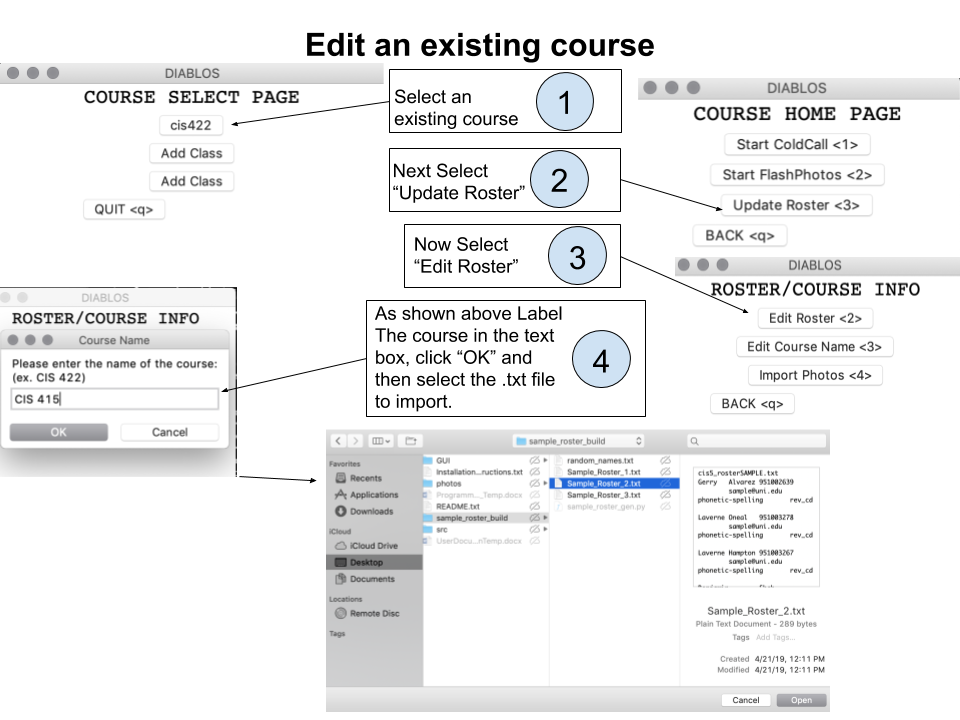 Edit an existing course
DIABLOS
COURSE SELECT PAGE
cis422
Add Class
Add Class
QUIT <q>
Select an
existing course
1
Next Select
“Update Roster”
2
Now Select
“Edit Roster”
3
DIABLOS
COURSE HOME PAGE
Start ColdCall <1>
Start FlashPhotos <2>
Update Roster <3>
BACK <q>
DIABLOS
ROSTER/COURSE INFO
Edit Roster <2>
Edit Course Name <3>
Import Photos <4>
BACK <q>
DIABLOS
ROSTER/COURSE INFO
Course Name
Please enter the name of the course:
(ex. CIS 422)
CIS 415
OK Cancel
As shown above Label
The course in the text
box, click “OK” and
then select the .txt file
to import.
4
sample_roster_build
Favorites
Recents
Applications
Downloads
iCloud
iCloud Drive
Desktop
Documents
Locations
Remote Disc
Tags
GUI
Installation...ructions.txt
photos
Programm..._Temp.docx
README.txt
sample_roster_build
src
UserDocu...nTemp.docx
random_names.txt
Sample_Roster_1.txt
Sample_Roster_2.txt
Sample_Roster_3.txt
sample_roster_gen.py
cis5_rosterSAMPLE.txt
Gerry Alvarez 951002639
sample@uni.edu
phonetic-spelling rev_cd
Laverne Oneal 951003278
sample@uni.edu
phonetic-spelling rev_cd
Laverne Hampton 951003267
sample@uni.edu
phonetic-spelling rev_cd
Sample_Roster_2.txt
Plain Text Document - 289 bytes
Tags Add Tags...
Created 4/21/19, 12:11 PM
Modified 4/21/19, 12:11 PM
Cancel Open